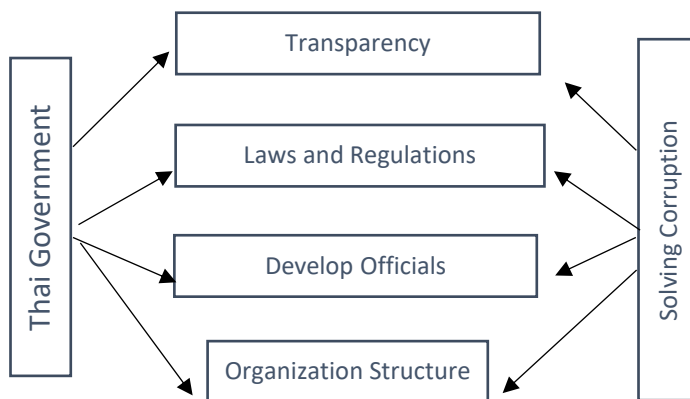 Thai Government
Transparency
Laws and Regulations
Develop Officials
Organization Structure
Solving Corruption